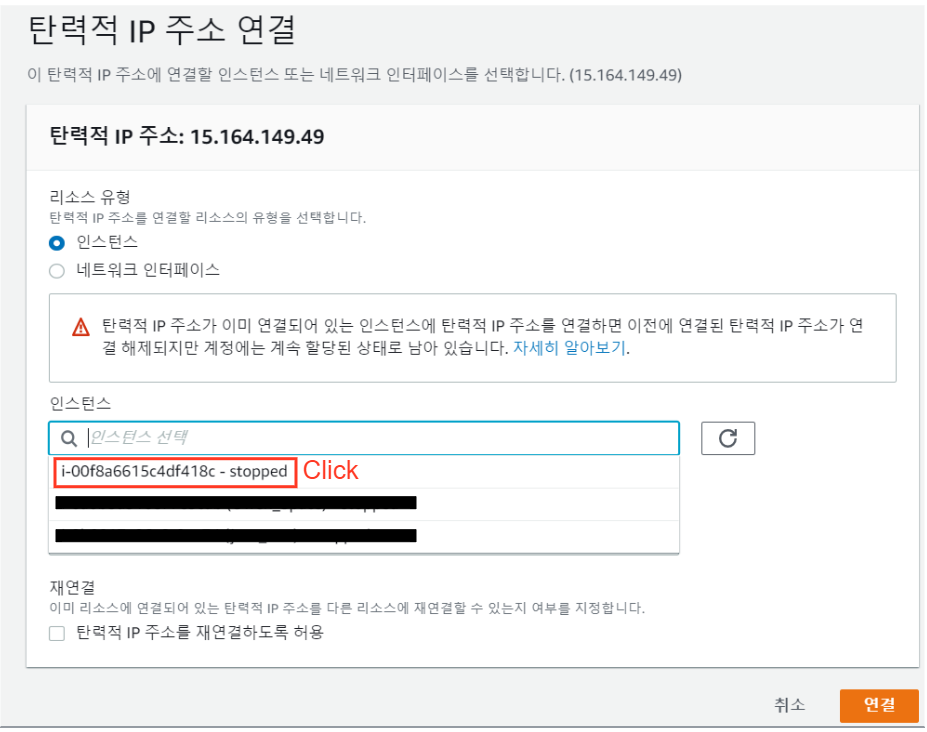 탄력적 IP 주소 연결
이 탄력적 IP 주소에 연결할 인스턴스 또는 네트워크 인터페이스를 선택합니다. (15.164.149.49)
탄력적 IP 주소: 15.164.149.49
리소스 유형
탄력적 IP 주소를 연결할 리소스의 유형을 선택합니다.
인스턴스
네트워크 인터페이스
탄력적 IP 주소가 이미 연결되어 있는 인스턴스에 탄력적 IP 주소를 연결하면 이전에 연결된 탄력적 IP 주소가 연
결 해제되지만 계정에는 계속 할당된 상태로 남아 있습니다. 자세히 알아보기.
인스턴스
인스턴스 선택
i-00f8a6615c4df418c - stopped Click
재연결
이미 리소스에 연결되어 있는 탄력적 IP 주소를 다른 리소스에 재연결할 수 있는지 여부를 지정합니다.
탄력적 IP 주소를 재연결하도록 허용
취소 연결